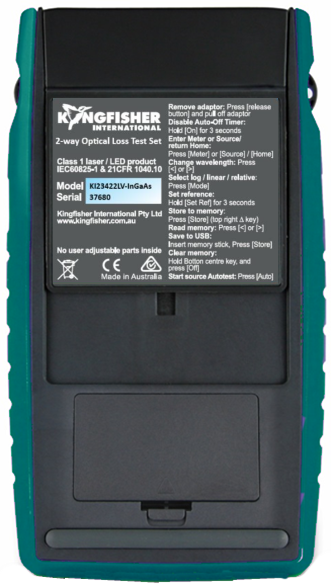 KINGFISHER
INTERNATIONAL
2-way Optical Loss Test Set
Class 1 laser / LED product
IEC60825-1 & 21CFR 1040.10
Model KI23422LV-InGaAs
Serial 37680
Kingfisher International Pty Ltd
www.kingfisher.com.au
No user adjustable parts inside
CE Made in Australia
Remove adaptor: Press [release
button] and pull off adaptor
Disable Auto-Off Timer:
Hold [On] for 3 seconds
Enter Meter or Source/
return Home:
Press [Meter] or [Source] / [Home]
Change wavelength: Press
[<] or [>]
Select log / linear / relative:
Press [Mode]
Set reference:
Hold [Set Ref] for 3 seconds
Store to memory:
Press [Store] (top right Δ key)
Read memory: Press [<] or [>]
Save to USB:
Insert memory stick, Press [Store]
Clear memory:
Hold Botton centre key, and
press [Off]
Start source Autotest: Press [Auto]